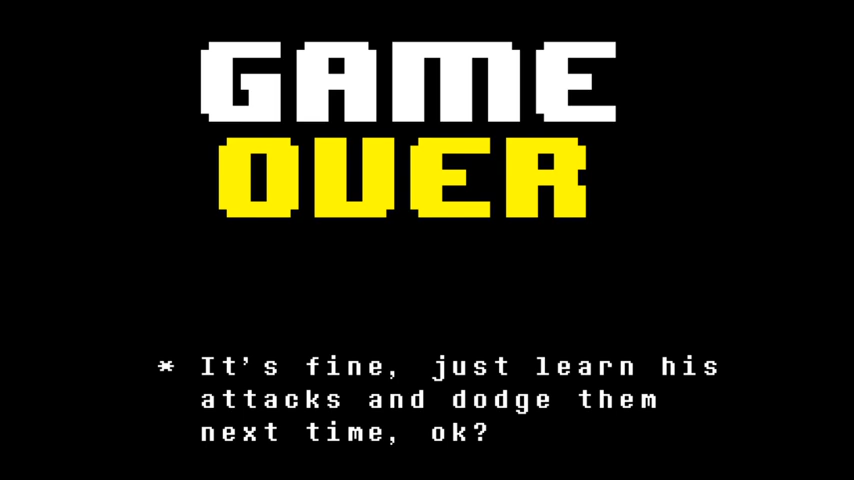 GAME
OVER
* It's fine, just learn his
attacks and dodge them
next time, ok?